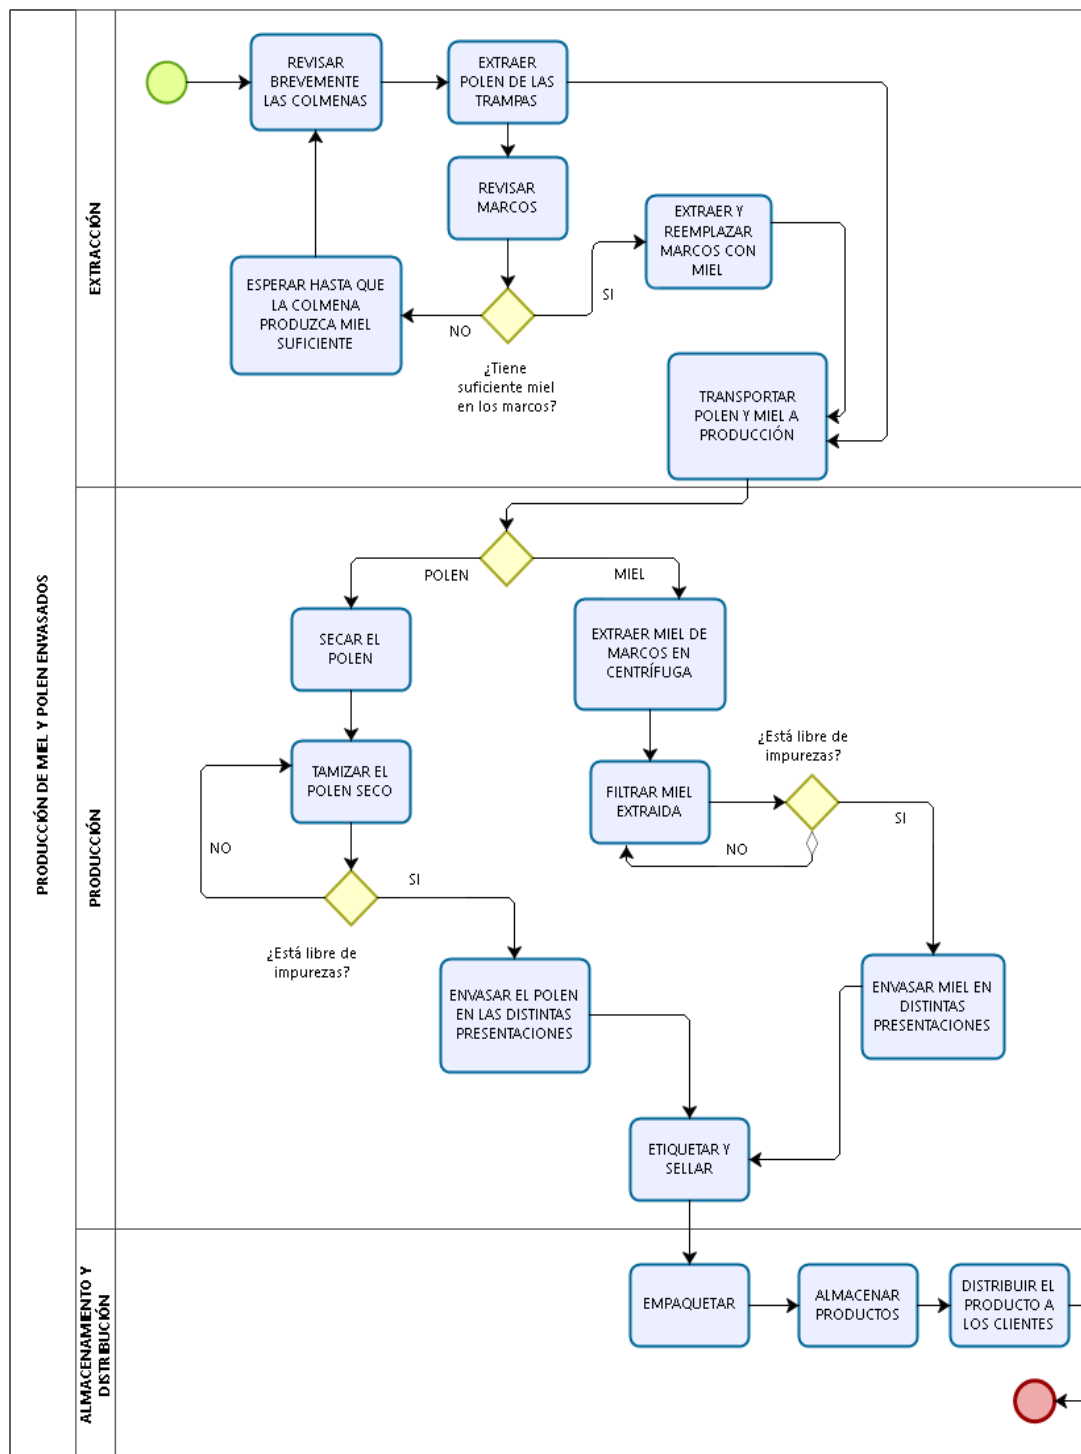 PRODUCCIÓN DE MIEL Y POLEN ENVASADOS
EXTRACCIÓN
REVISAR
BREVEMENTE
LAS COLMENAS
EXTRAER
POLEN DE LAS
TRAMPAS
REVISAR
MARCOS
EXTRAER Y
REEMPLAZAR
MARCOS CON
MIEL
ESPERAR HASTA QUE
LA COLMENA
PRODUZCA MIEL
SUFICIENTE
NO
SI
¿Tiene
suficiente miel
en los marcos?
TRANSPORTAR
POLEN Y MIEL A
PRODUCCIÓN
PRODUCCIÓN
POLEN
MIEL
SECAR EL
POLEN
EXTRAER MIEL DE
MARCOS EN
CENTRÍFUGA
TAMIZAR EL
POLEN SECO
FILTRAR MIEL
EXTRAIDA
¿Está libre de
impurezas?
SI
NO
NO
SI
¿Está libre de
impurezas?
ENVASAR EL POLEN
EN LAS DISTINTAS
PRESENTACIONES
ENVASAR MIEL EN
DISTINTAS
PRESENTACIONES
ETIQUETAR Y
SELLAR
ALMACENAMIENTO Y
DISTRIBUCIÓN
EMPAQUETAR
ALMACENAR
PRODUCTOS
DISTRIBUIR EL
PRODUCTO A
LOS CLIENTES